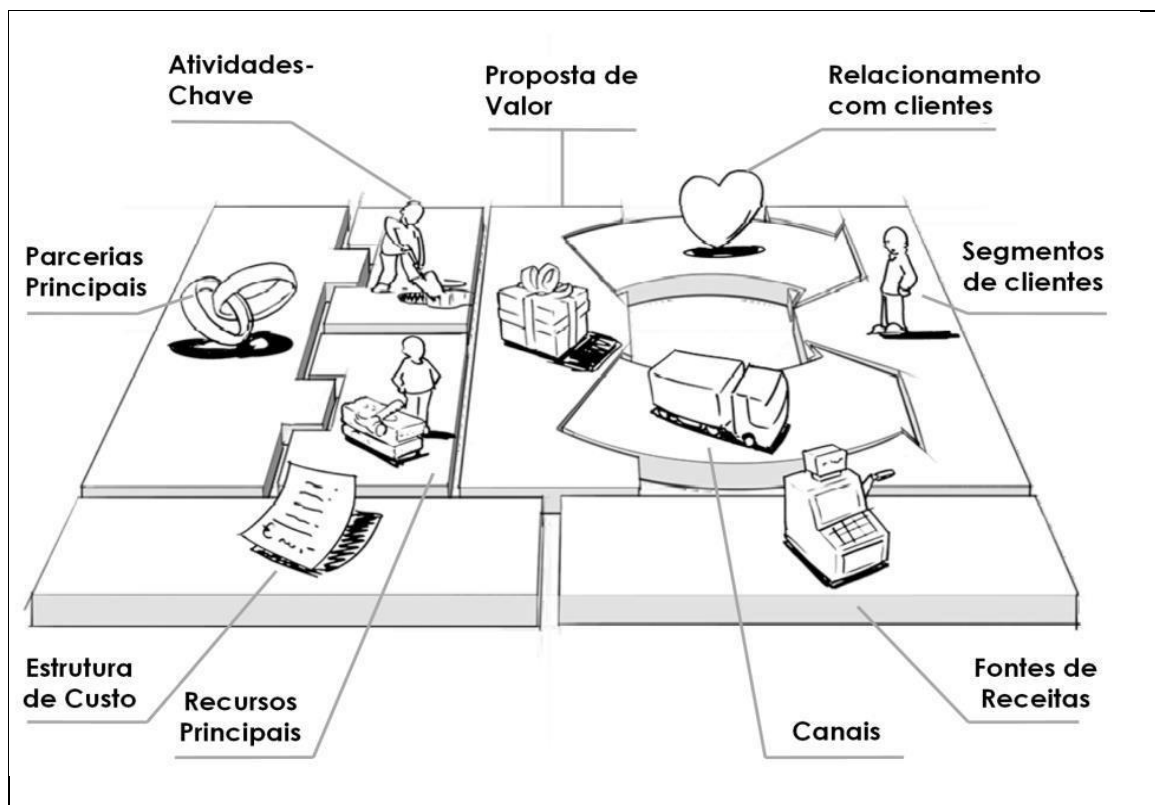 Atividades-
Chave
Proposta de
Valor
Relacionamento
com clientes
Parcerias
Principais
Segmentos
de clientes
Estrutura
de Custo
Recursos
Principais
Canais
Fontes de
Receitas